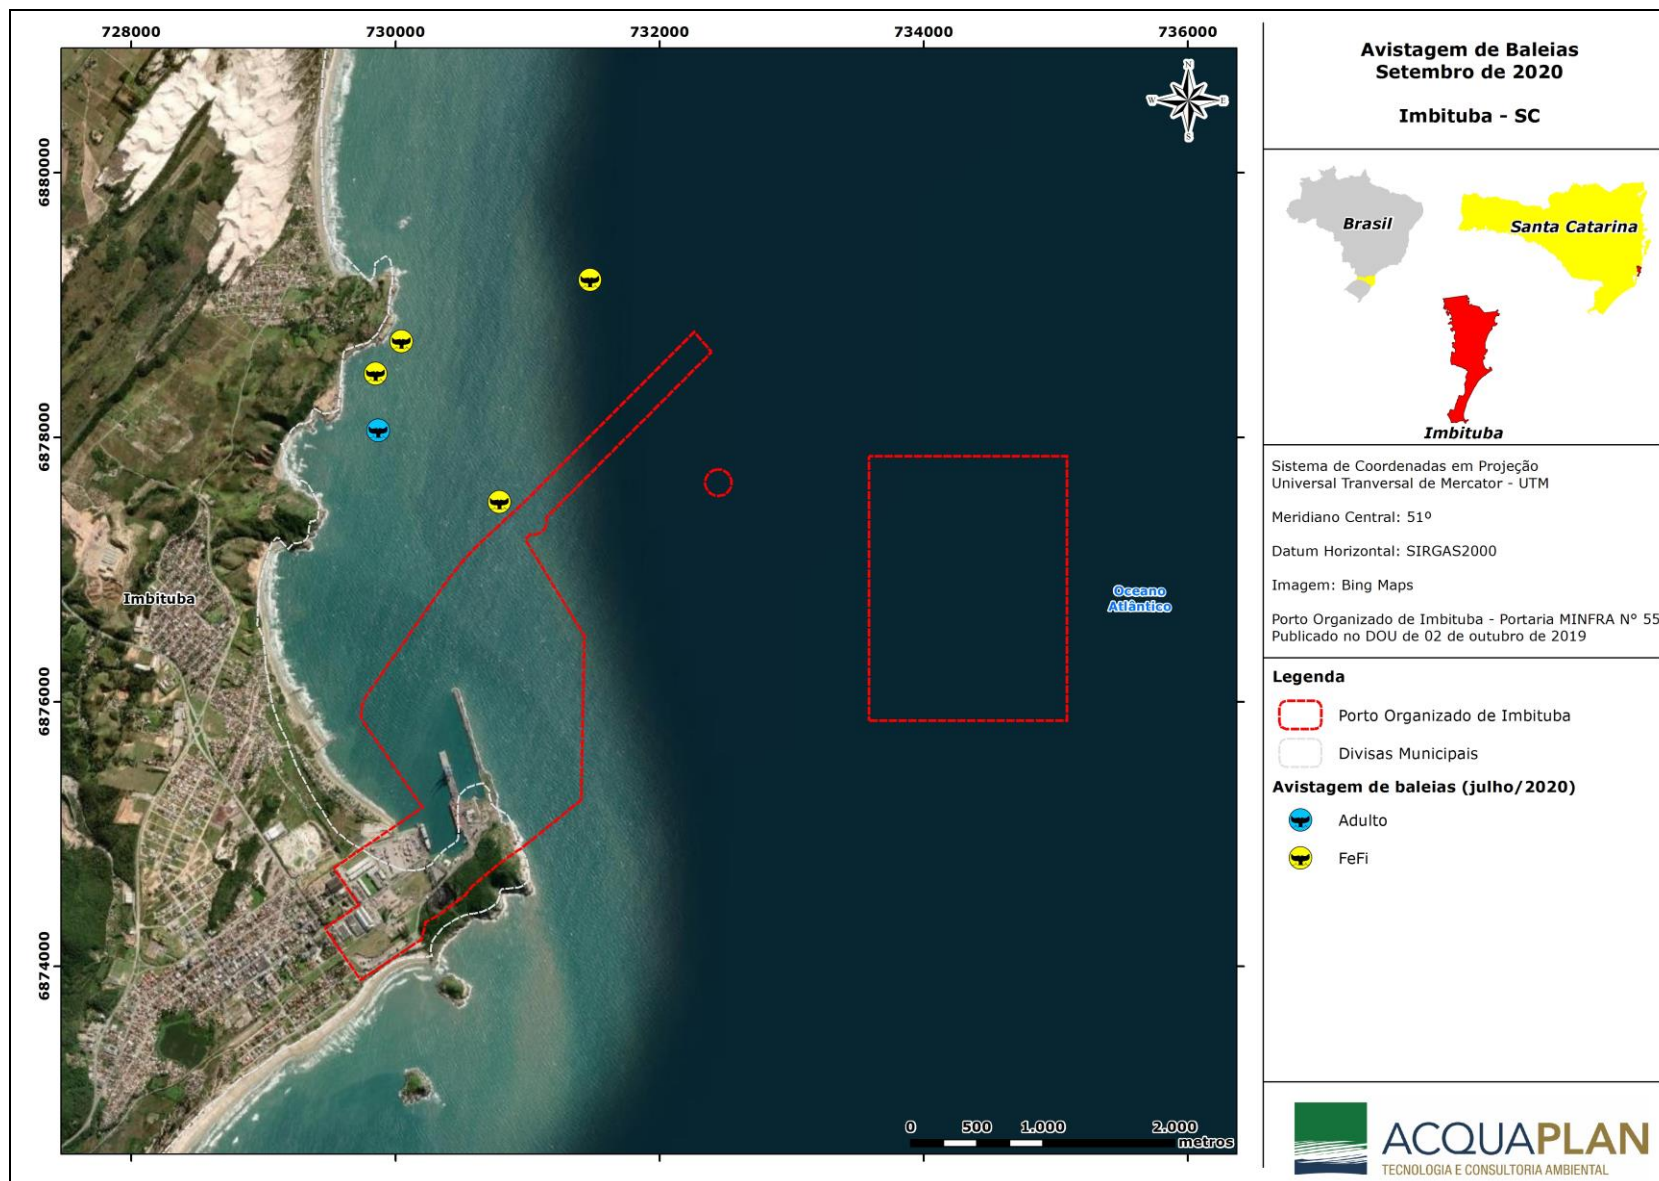 728000
730000
732000
734000
736000
6880000
6878000
6876000
6874000
N
W
E
S
Imbituba
Oceano
Atlântico
0 500 1.000 2.000
metros
Avistagem de Baleias
Setembro de 2020
Imbituba - SC
Brasil
Santa Catarina
Imbituba
Sistema de Coordenadas em Projeção
Universal Tranversal de Mercator - UTM
Meridiano Central: 51º
Datum Horizontal: SIRGAS2000
Imagem: Bing Maps
Porto Organizado de Imbituba - Portaria MINFRA N° 55
Publicado no DOU de 02 de outubro de 2019
Legenda
Porto Organizado de Imbituba
Divisas Municipais
Avistagem de baleias (julho/2020)
Adulto
FeFi
ACQUAPLAN
TECNOLOGIA E CONSULTORIA AMBIENTAL